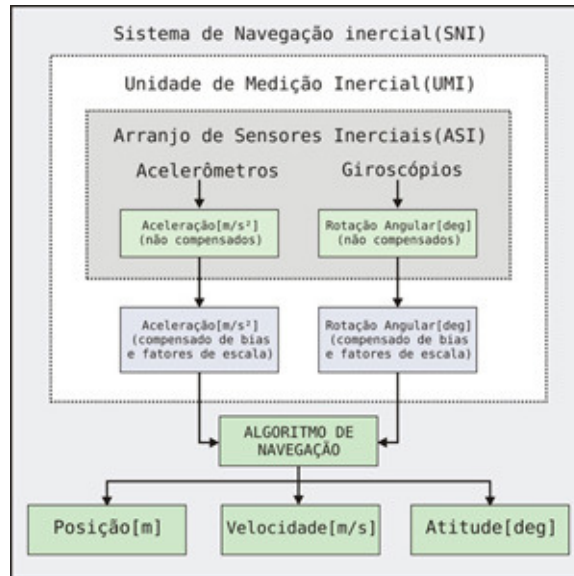 Sistema de Navegação inercial(SNI)
Unidade de Medição Inercial(UMI)
Arranjo de Sensores Inerciais(ASI)
Acelerômetros
Giroscópios
Aceleração[m/s²]
(não compensados)
Rotação Angular[deg]
(não compensados)
Aceleração[m/s²]
(compensado de bias
e fatores de escala)
Rotação Angular[deg]
(compensado de bias
e fatores de escala)
ALGORITMO DE
NAVEGAÇÃO
Posição[m]
Velocidade[m/s]
Atitude[deg]